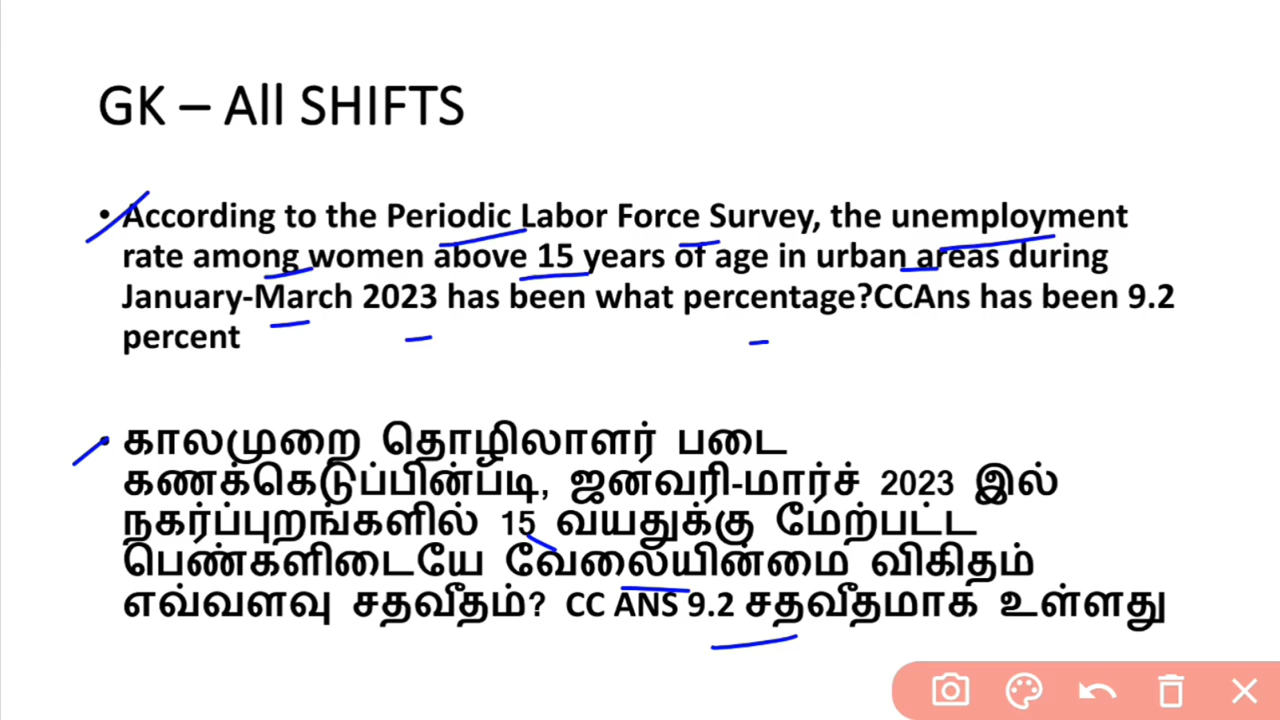 GK – All SHIFTS
• According to the Periodic Labor Force Survey, the unemployment
rate among women above 15 years of age in urban areas during
January-March 2023 has been what percentage?CCAns has been 9.2
percent
• காலமுறை தொழிலாளர் படை
கணக்கெடுப்பின்படி, ஜனவரி-மார்ச் 2023 இல்
நகர்ப்புறங்களில் 15 வயதுக்கு மேற்பட்ட
பெண்களிடையே வேலையின்மை விகிதம்
எவ்வளவு சதவீதம்? CC ANS 9.2 சதவீதமாக உள்ளது